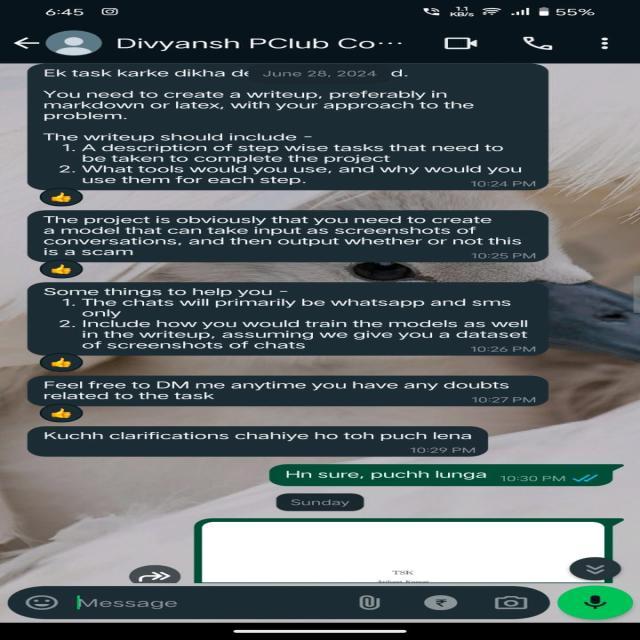 6:45
1.1
KB/s
55%
Divyansh PClub Co···
Ek task karke dikha de
June 28, 2024
d.
You need to create a writeup, preferably in
markdown or latex, with your approach to the
problem.
The writeup should include -
1. A description of step wise tasks that need to
be taken to complete the project
2. What tools would you use, and why would you
use them for each step.
10:24 PM
The project is obviously that you need to create
a model that can take input as screenshots of
conversations, and then output whether or not this
is a scam
10:25 PM
Some things to help you -
1. The chats will primarily be whatsapp and sms
only
2. Include how you would train the models as well
in the writeup, assuming we give you a dataset
of screenshots of chats
10:26 PM
Feel free to DM me anytime you have any doubts
related to the task
10:27 PM
Kuchh clarifications chahiye ho toh puch lena
10:29 PM
Hn sure, puchh lunga
10:30 PM
Sunday
TSK
Message